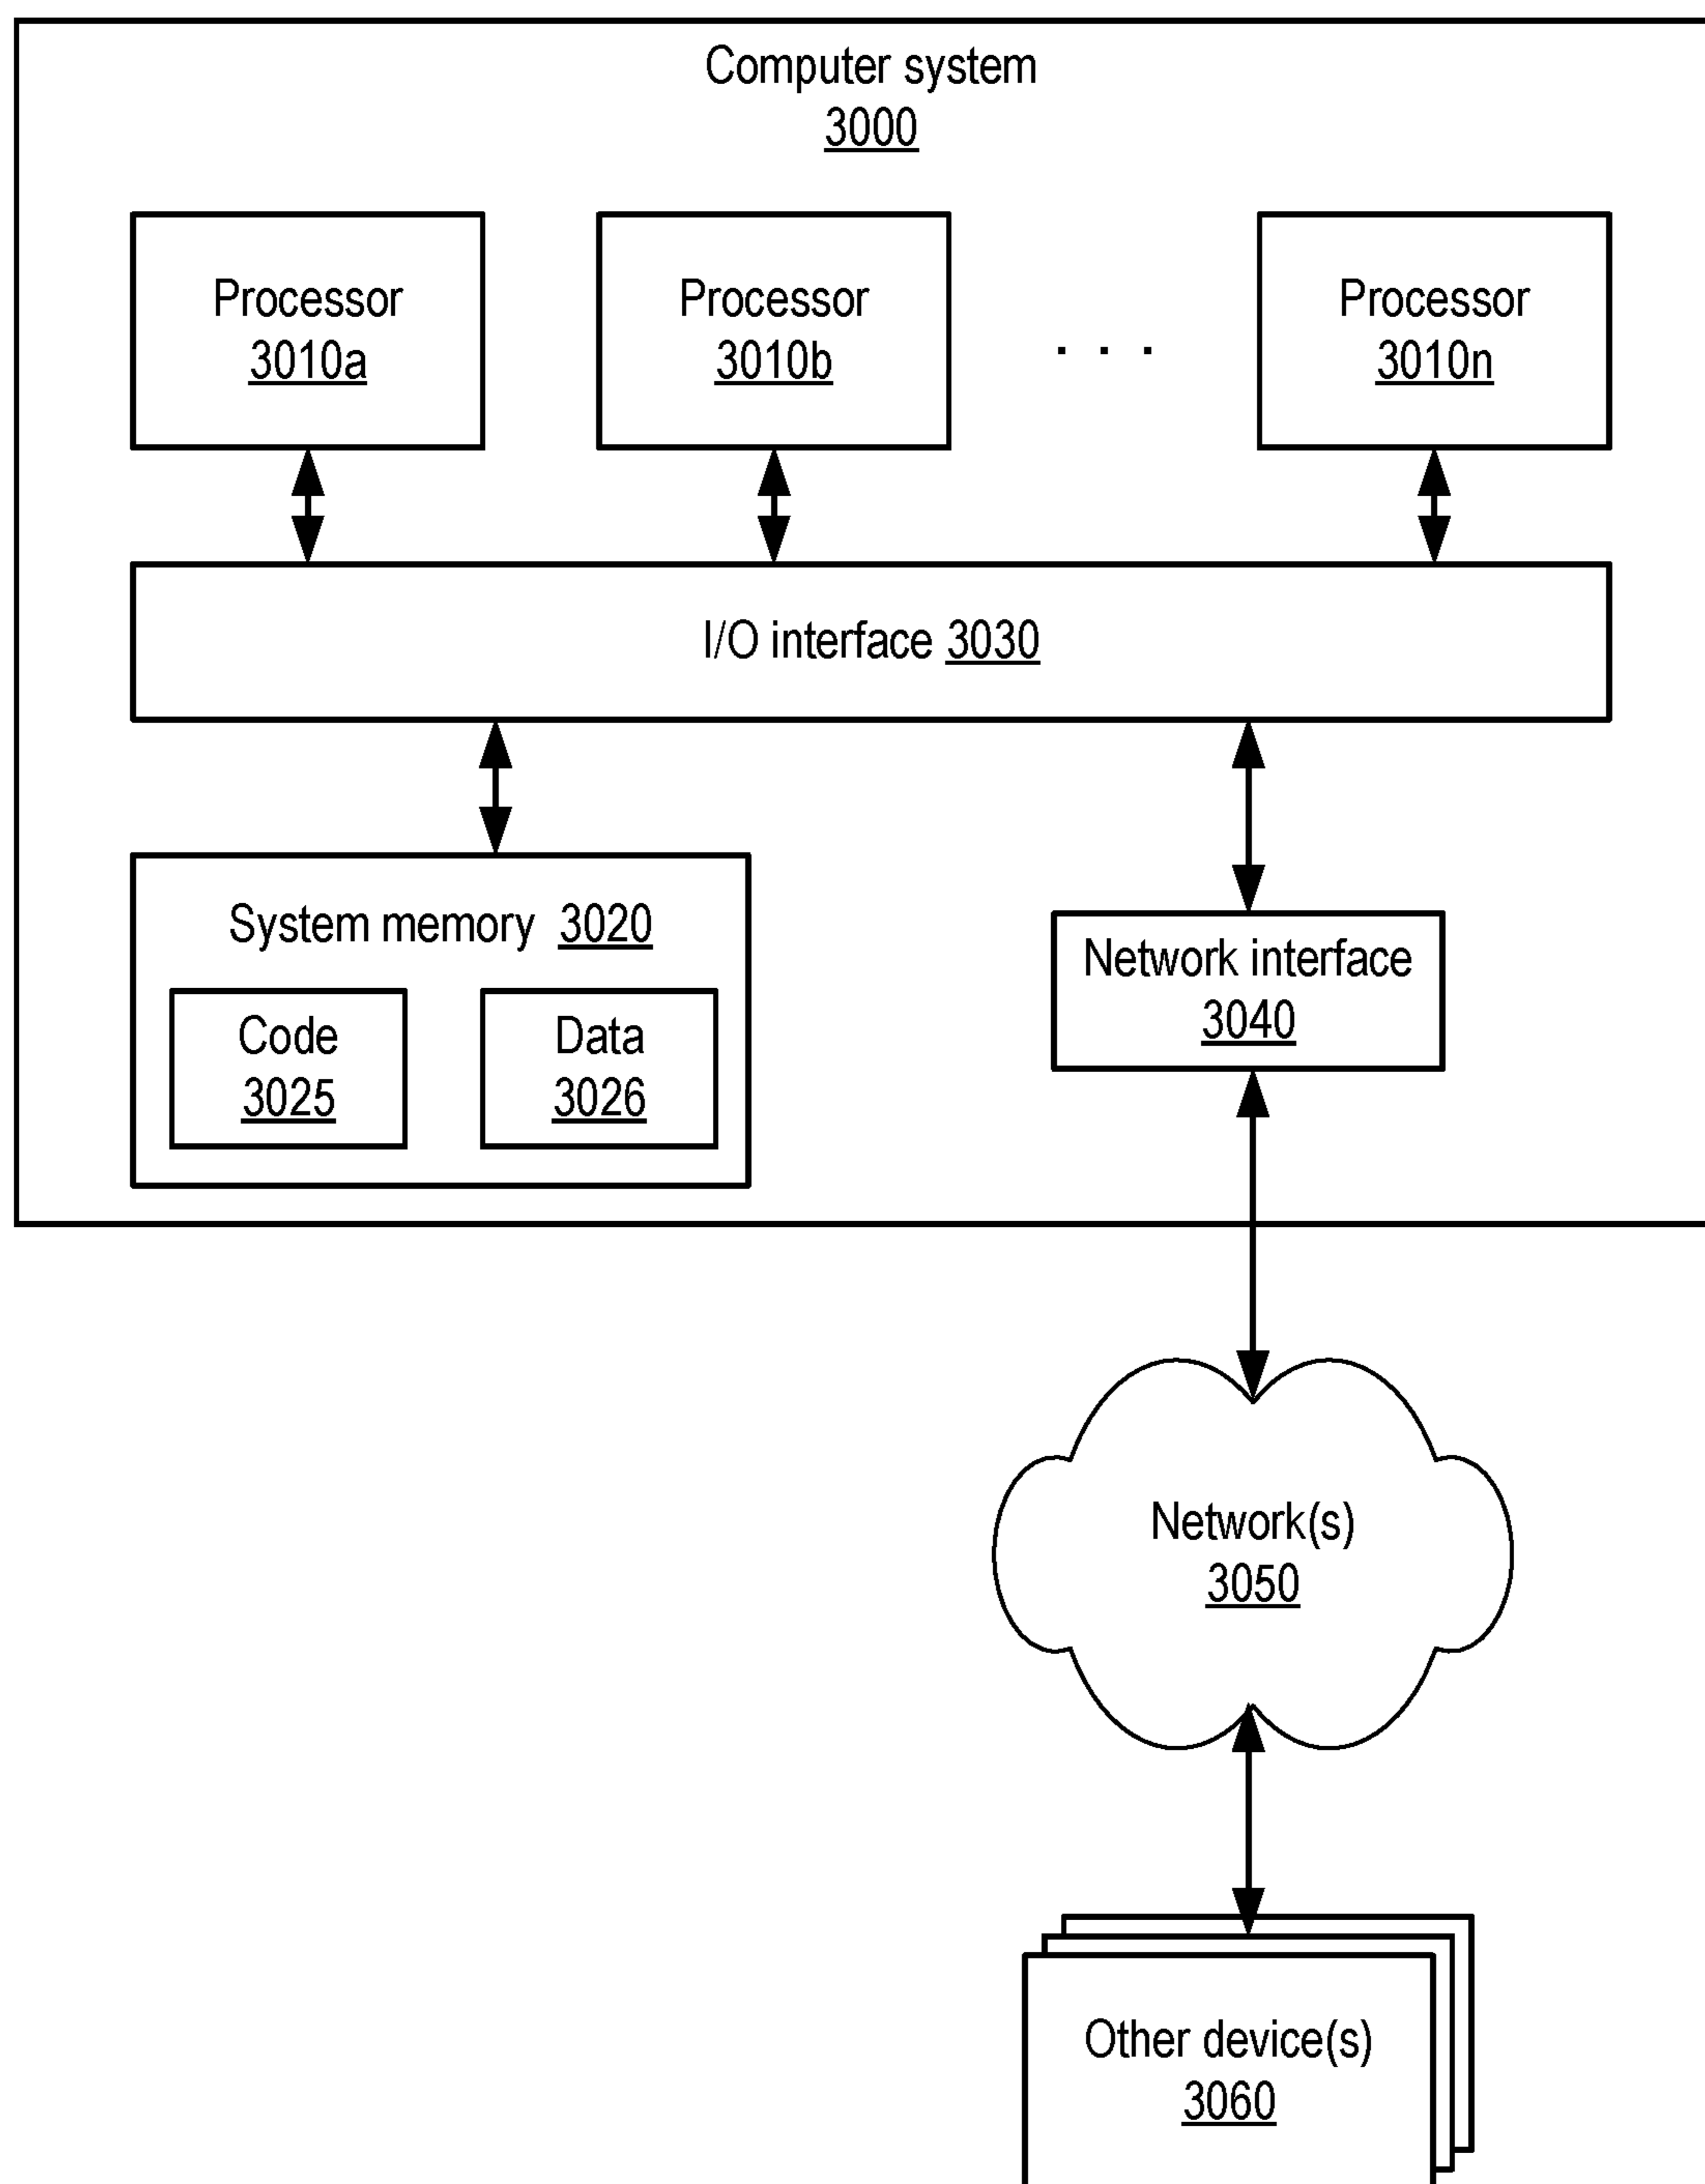 Computer system
3000
Processor
3010a
Processor
3010b
. . .
Processor
3010n
I/O interface 3030
System memory 3020
Code
3025
Data
3026
Network interface
3040
Network(s)
3050
Other device(s)
3060